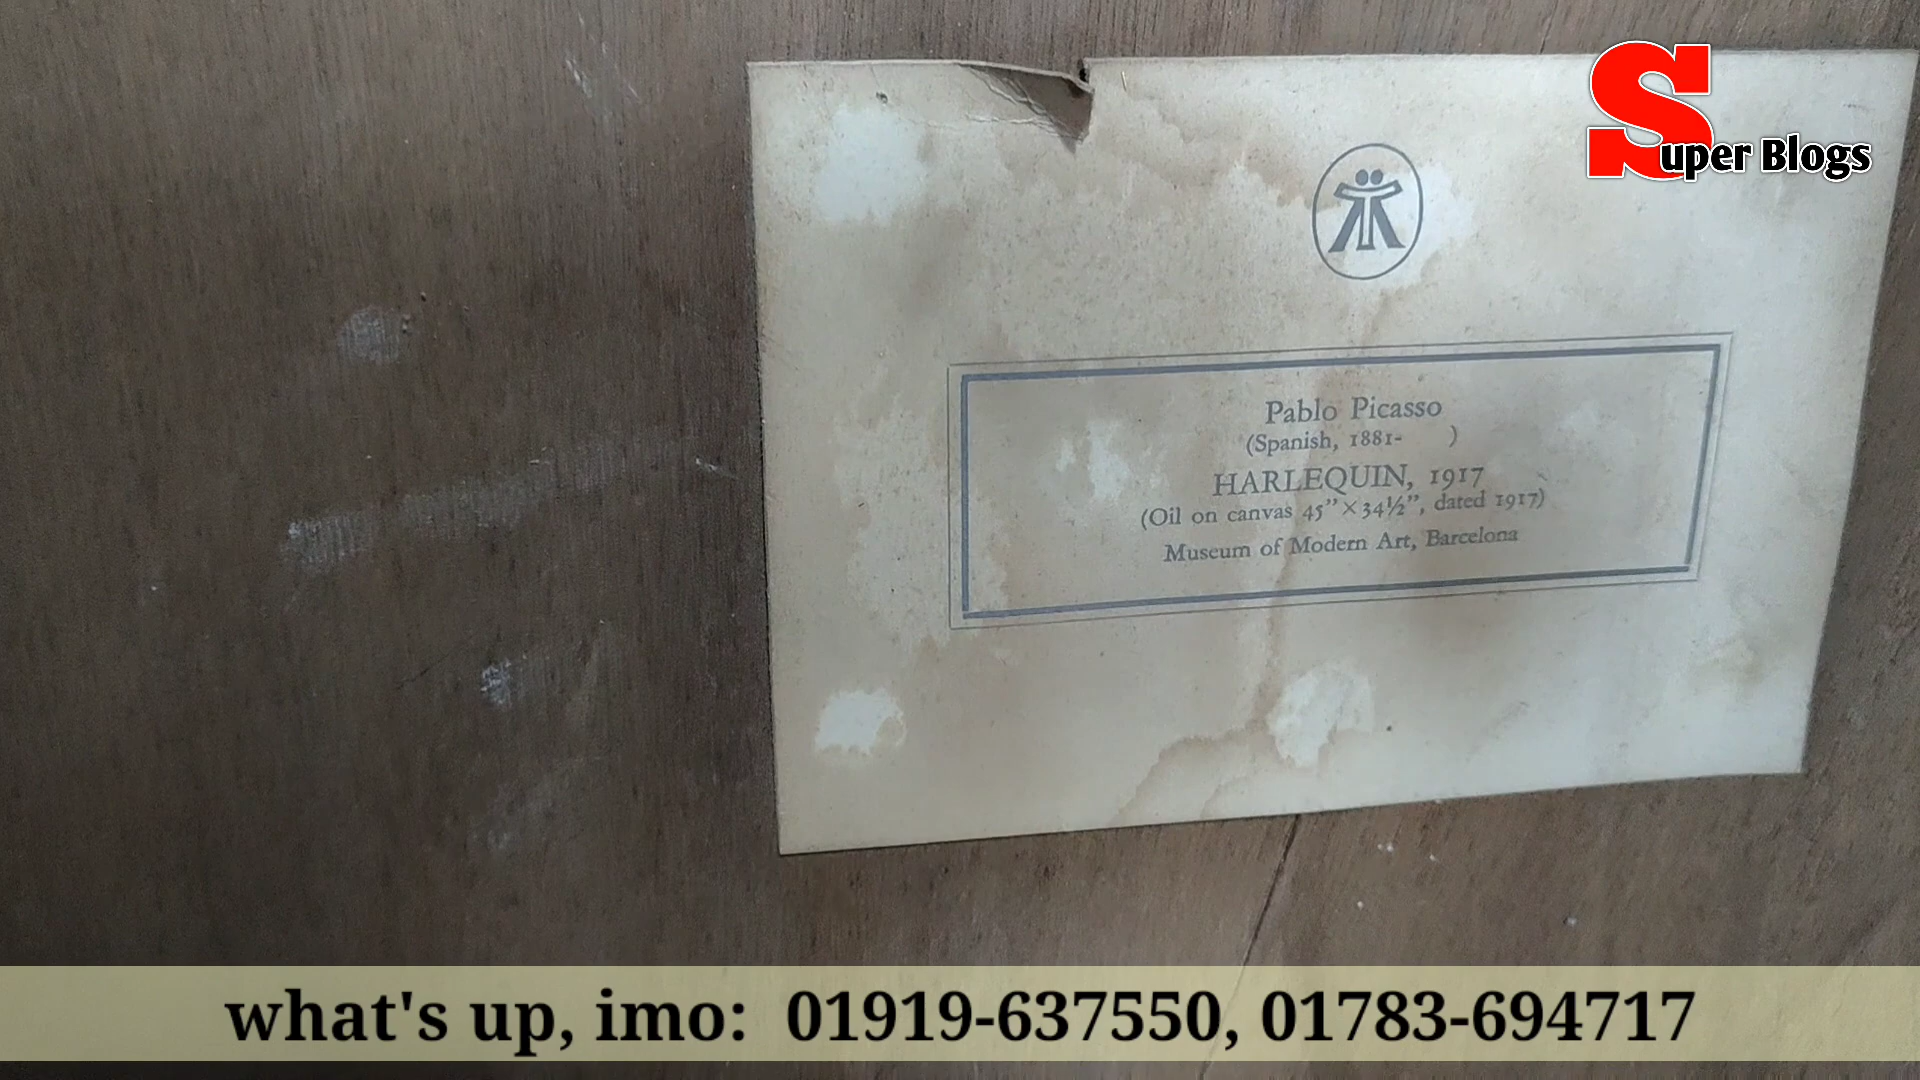 Super Blogs
Pablo Picasso
(Spanish, 1881- )
HARLEQUIN, 1917
(Oil on canvas 45” × 34½”, dated 1917)
Museum of Modern Art, Barcelona
what's up, imo: 01919-637550, 01783-694717